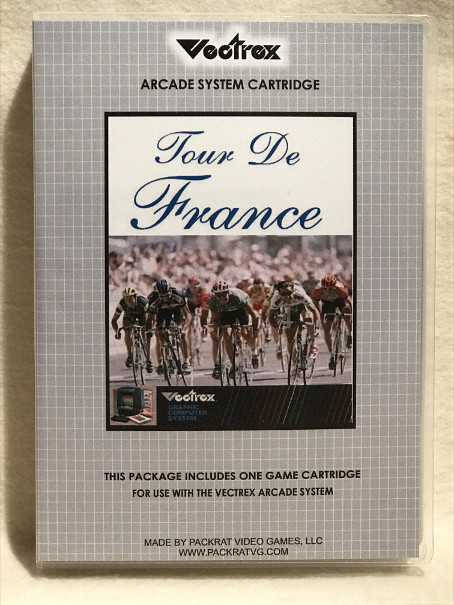 Vectrex
ARCADE SYSTEM CARTRIDGE
Tour De
France
Vectrex
GRAPHIC
COMPUTER
SYSTEM
THIS PACKAGE INCLUDES ONE GAME CARTRIDGE
FOR USE WITH THE VECTREX ARCADE SYSTEM
MADE BY PACKRAT VIDEO GAMES, LLC
WWW.PACKRATVG.COM